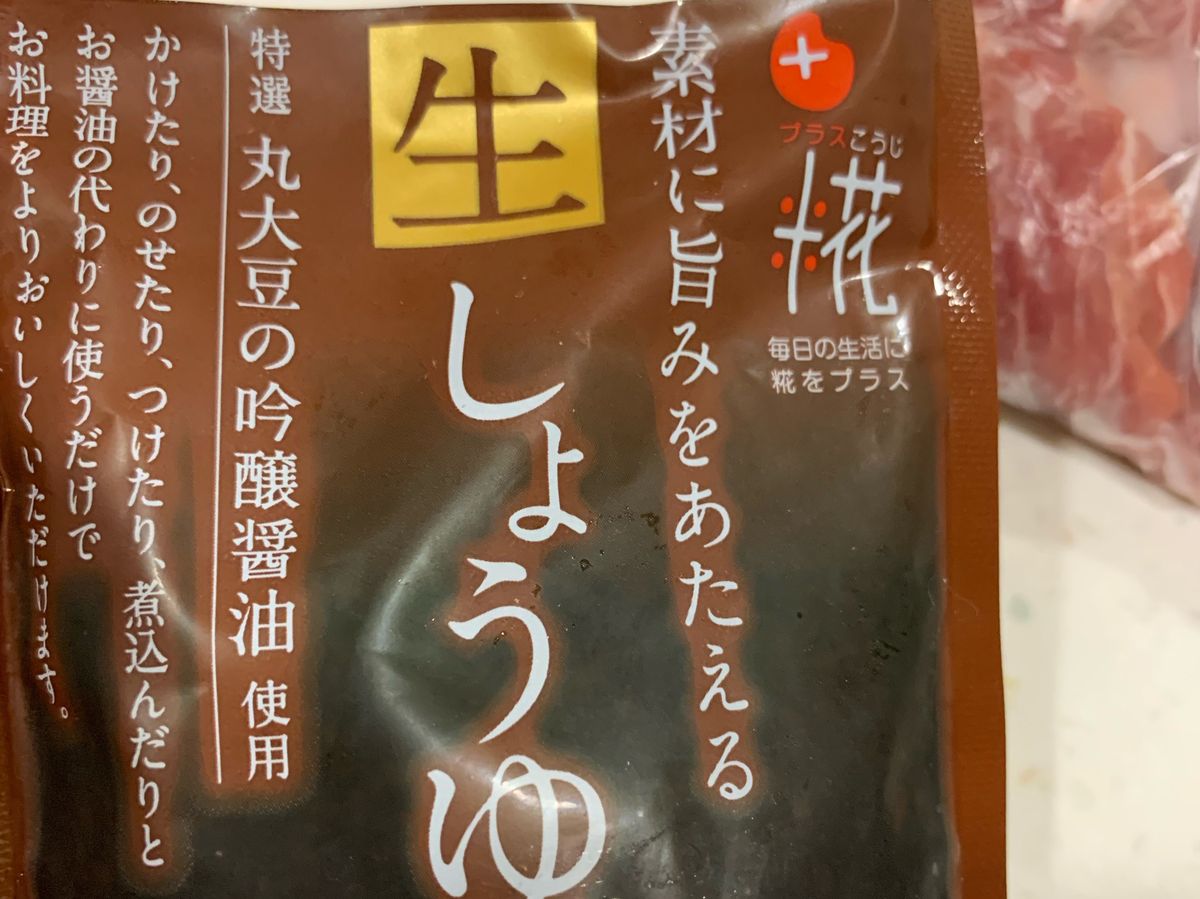 プラスこうじ
糀
毎日の生活に
糀をプラス
素材に旨みをあたえる
生しょうゆ
特選 丸大豆の吟醸醤油 使用
かけたり、のせたり、つけたり、煮込んだりと
お醤油の代わりに使うだけで
お料理をよりおいしくいただけます。